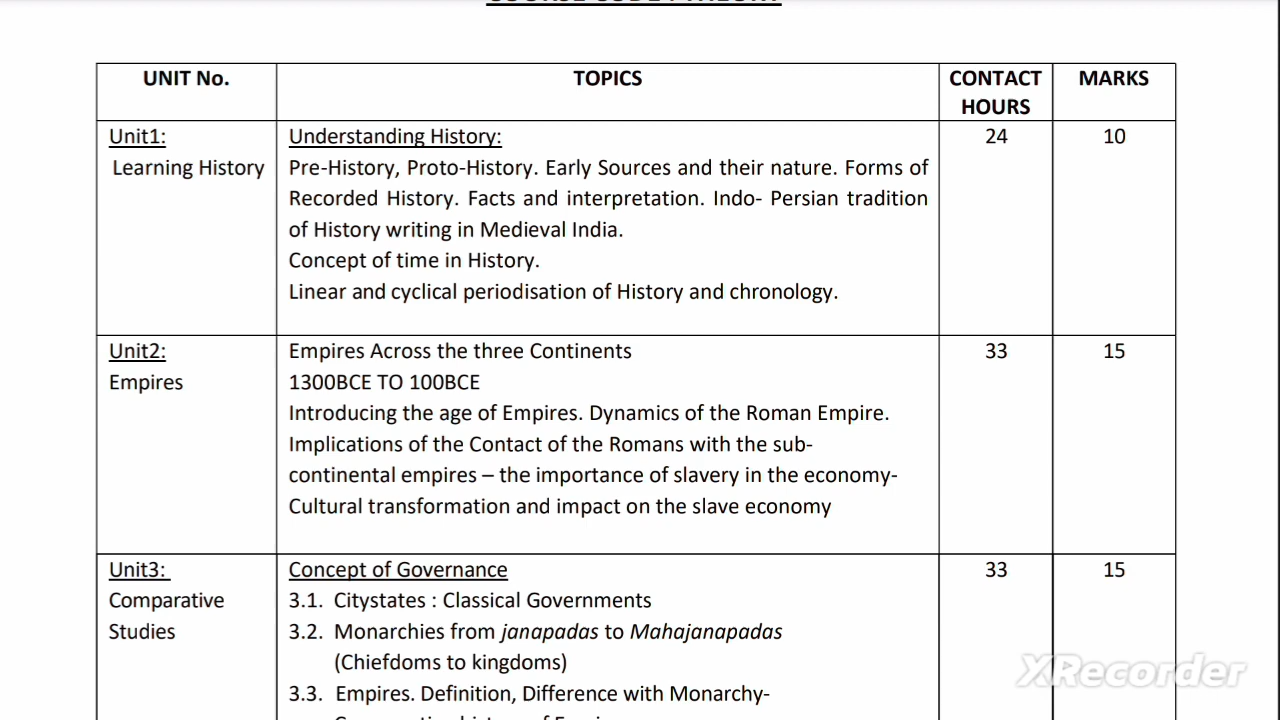 UNIT No.
TOPICS
CONTACT HOURS
MARKS
Unit1:
Learning History
Understanding History:
Pre-History, Proto-History. Early Sources and their nature. Forms of
Recorded History. Facts and interpretation. Indo- Persian tradition
of History writing in Medieval India.
Concept of time in History.
Linear and cyclical periodisation of History and chronology.
24
10
Unit2:
Empires
Empires Across the three Continents
1300BCE TO 100BCE
Introducing the age of Empires. Dynamics of the Roman Empire.
Implications of the Contact of the Romans with the sub-
continental empires – the importance of slavery in the economy-
Cultural transformation and impact on the slave economy
33
15
Unit3:
Comparative
Studies
Concept of Governance
3.1. Citystates : Classical Governments
3.2. Monarchies from janapadas to Mahajanapadas
(Chiefdoms to kingdoms)
3.3. Empires. Definition, Difference with Monarchy-
33
15
XRecorder